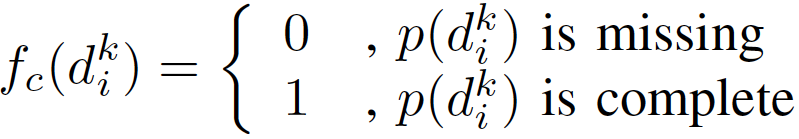 f_c(d_i^k) = { 0 , p(d_i^k) is missing
1 , p(d_i^k) is complete